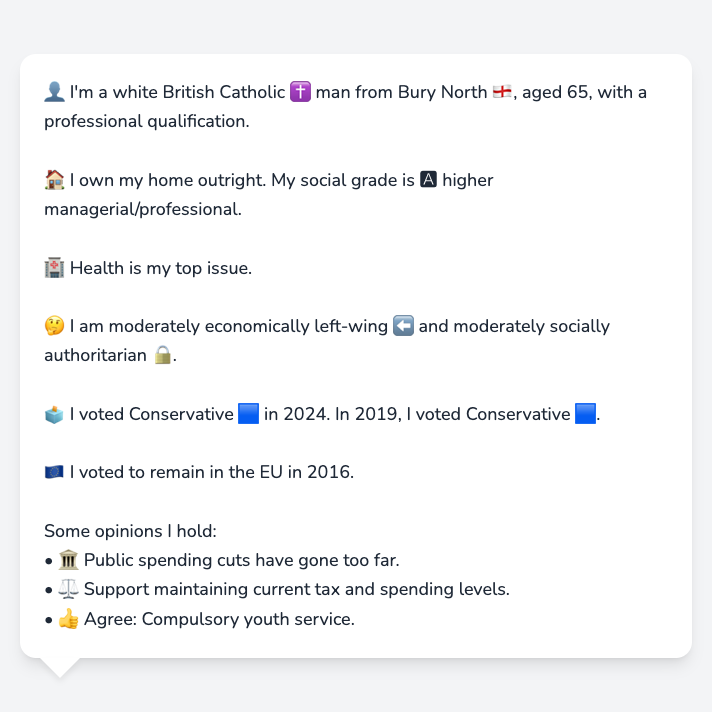 👤 I'm a white British Catholic ✝️ man from Bury North 🏴󠁧󠁢󠁥󠁮󠁧󠁿, aged 65, with a
professional qualification.
🏠 I own my home outright. My social grade is 🅰 higher
managerial/professional.
🏥 Health is my top issue.
🤔 I am moderately economically left-wing ⬅️ and moderately socially
authoritarian 🔒.
🗳️ I voted Conservative 🟦 in 2024. In 2019, I voted Conservative 🟦.
🇪🇺 I voted to remain in the EU in 2016.
Some opinions I hold:
• 🏛️ Public spending cuts have gone too far.
• ⚖️ Support maintaining current tax and spending levels.
• 👍 Agree: Compulsory youth service.